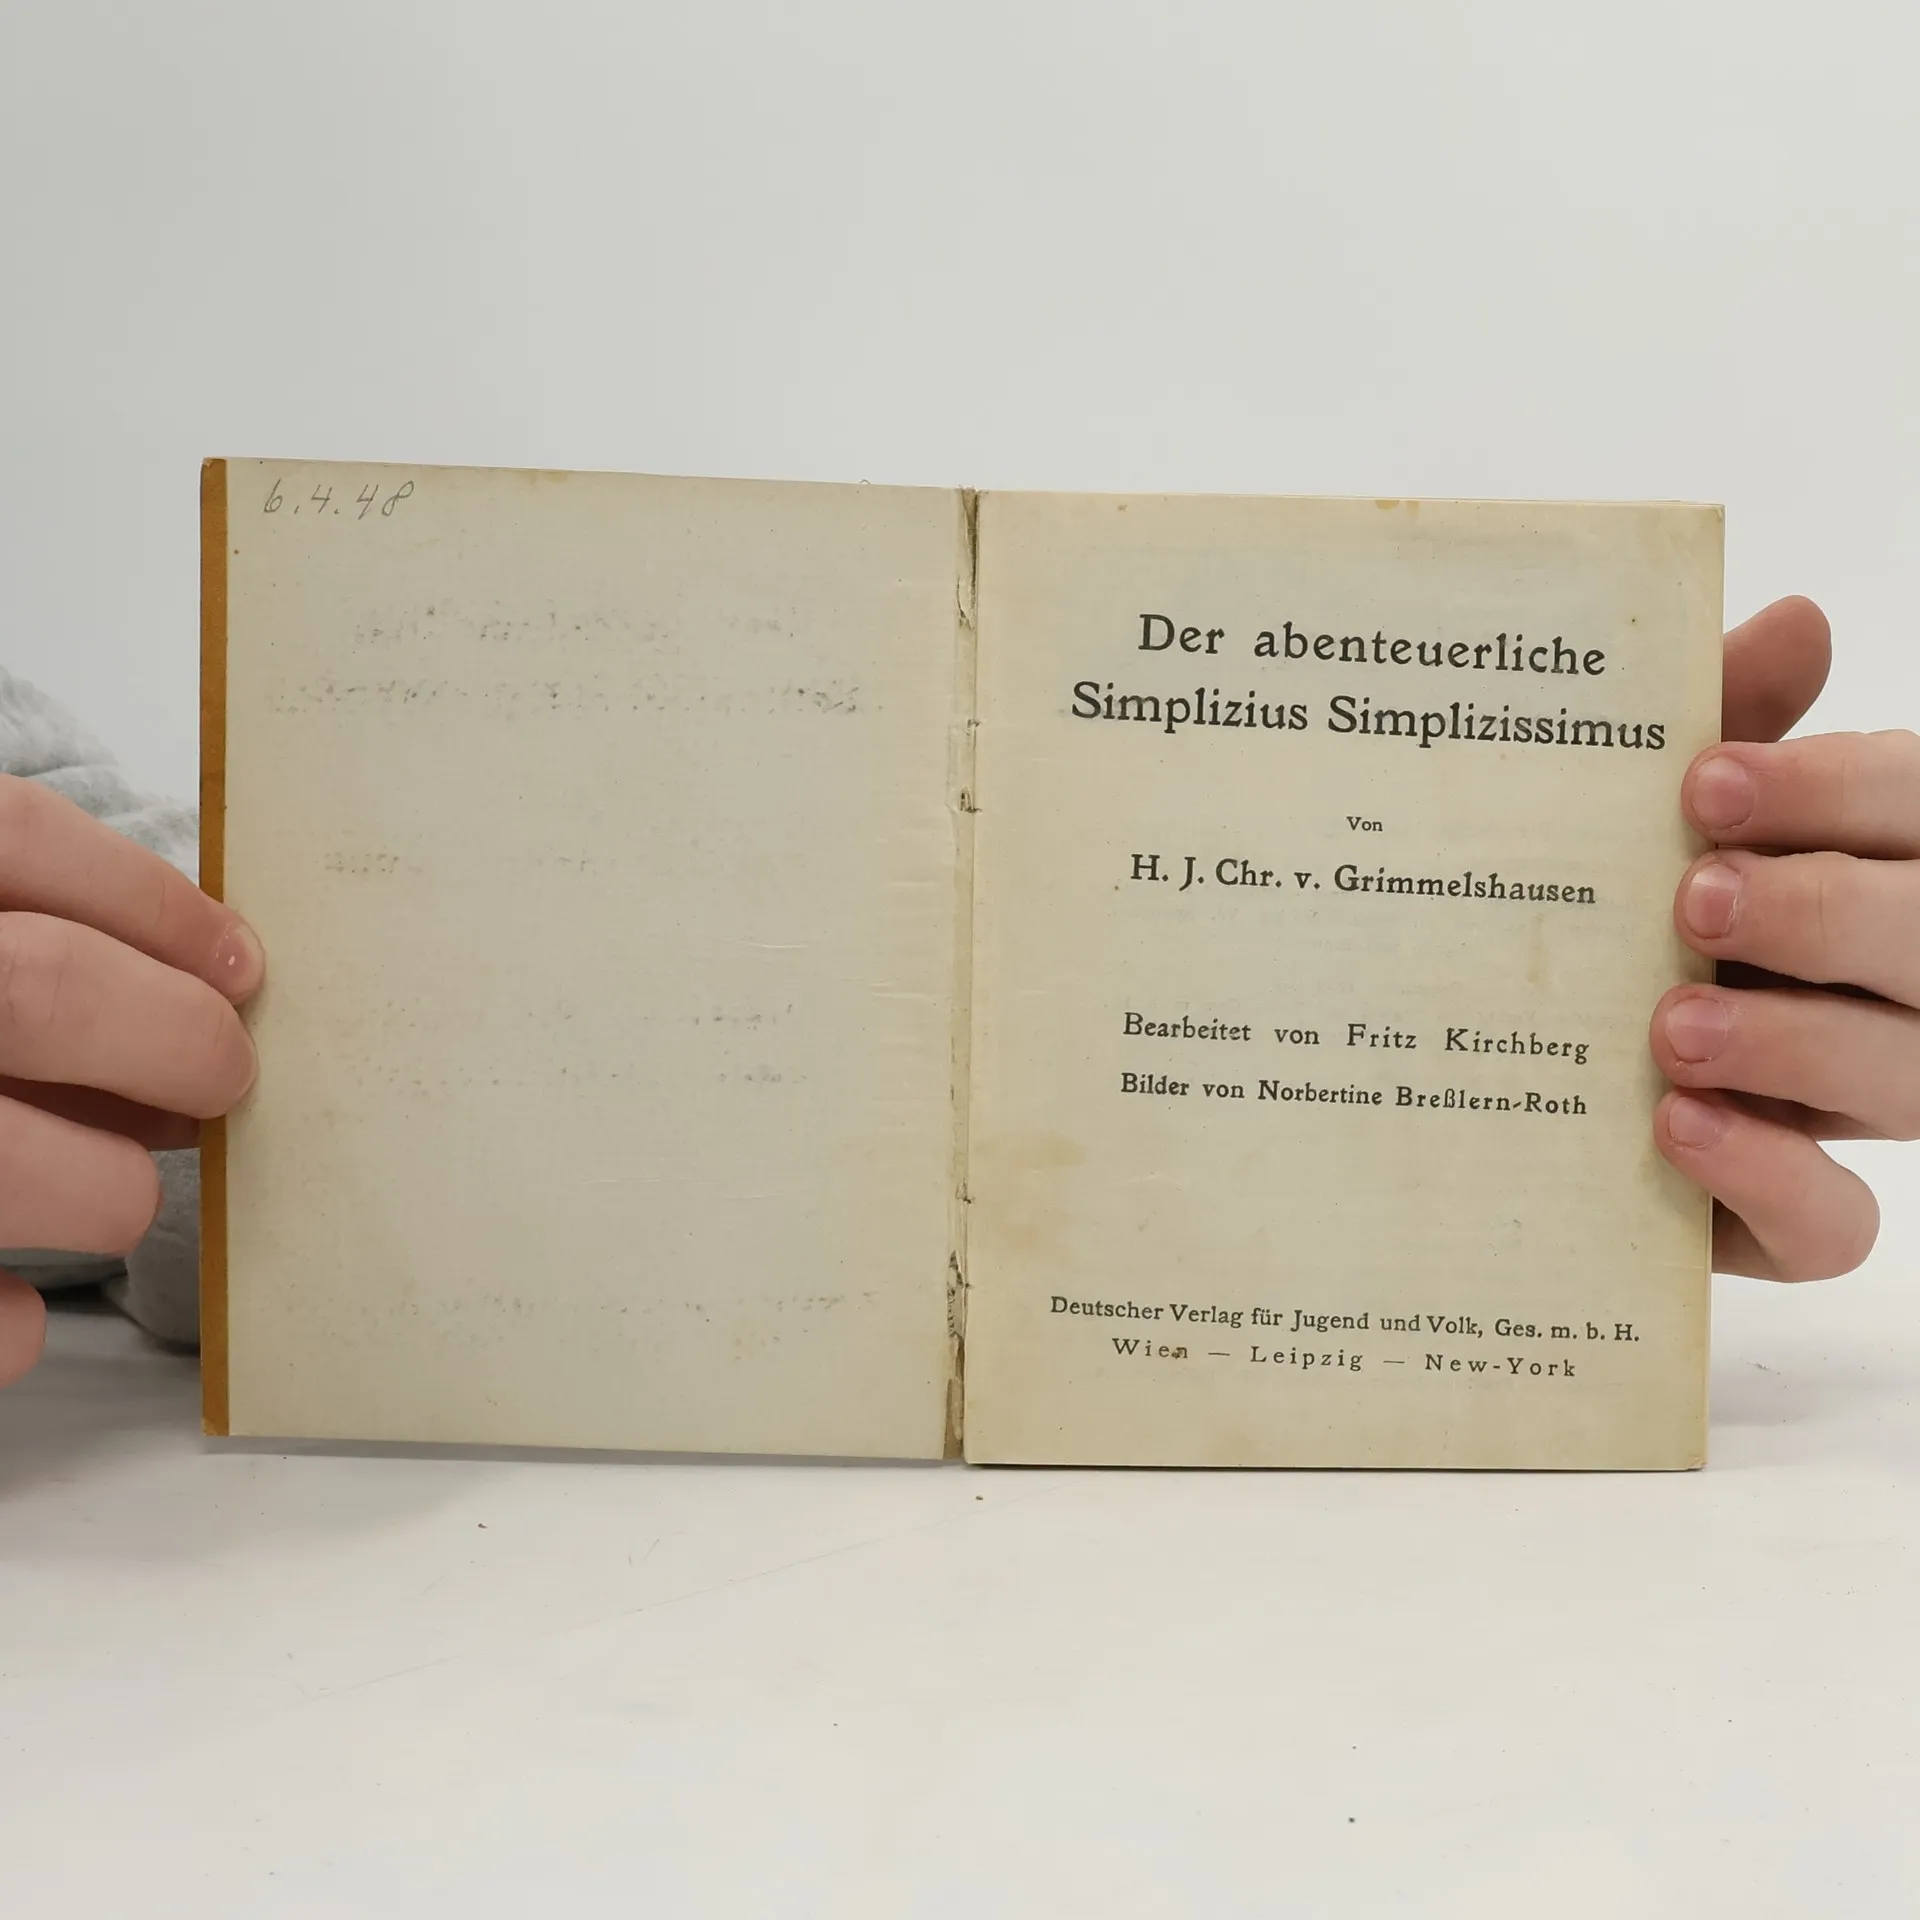 6.4.48
Der abenteuerliche
Simplizius Simplizissimus
Von
H. J. Chr. v. Grimmelshausen
Bearbeitet von Fritz Kirchberg
Bilder von Norbertine Breßlern-Roth
Deutscher Verlag für Jugend und Volk, Ges. m. b. H.
Wien — Leipzig — New-York